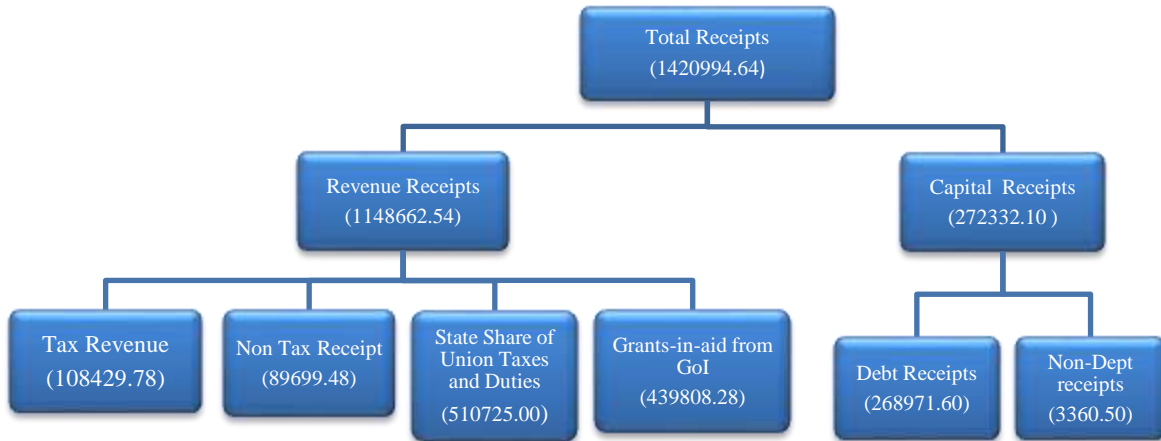 Total Receipts
(1420994.64)
Revenue Receipts
(1148662.54)
Capital Receipts
(272332.10 )
Tax Revenue
(108429.78)
Non Tax Receipt
(89699.48)
State Share of
Union Taxes
and Duties
(510725.00)
Grants-in-aid from
GoI
(439808.28)
Debt Receipts
(268971.60)
Non-Dept
receipts
(3360.50)